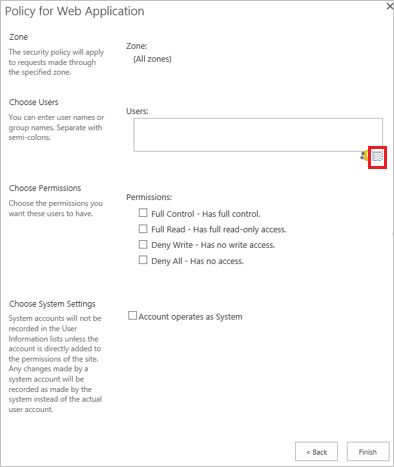 Policy for Web Application
Zone
The security policy will apply
to requests made through
the specified zone.
Zone:
(All zones)
Choose Users
You can enter user names or
group names. Separate with
semi-colons.
Users:
Choose Permissions
Choose the permissions you
want these users to have.
Permissions:
Full Control - Has full control.
Full Read - Has full read-only access.
Deny Write - Has no write access.
Deny All - Has no access.
Choose System Settings
System accounts will not be
recorded in the User
Information lists unless the
account is directly added to
the permissions of the site.
Any changes made by a
system account will be
recorded as made by the
system instead of the actual
user account.
Account operates as System
< Back
Finish